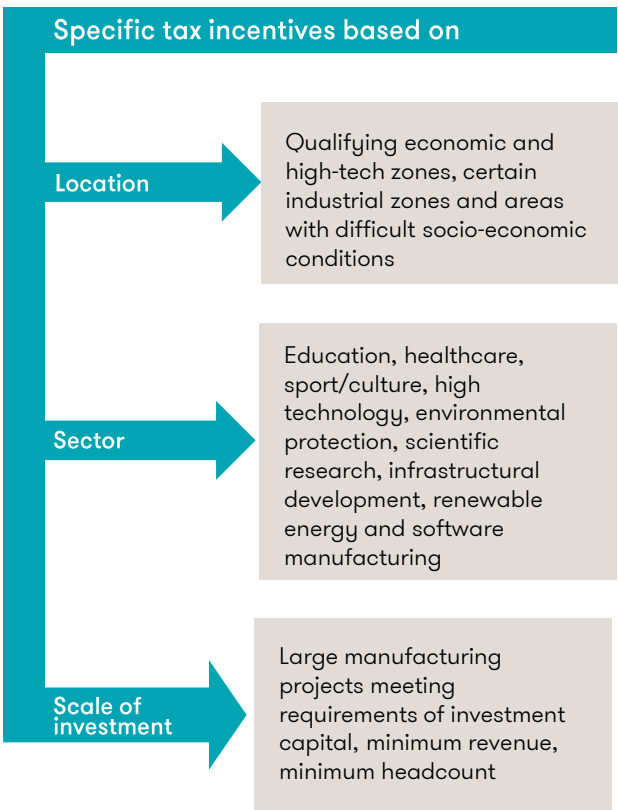 Specific tax incentives based on
Location
Qualifying economic and
high-tech zones, certain
industrial zones and areas
with difficult socio-economic
conditions
Sector
Education, healthcare,
sport/culture, high
technology, environmental
protection, scientific
research, infrastructural
development, renewable
energy and software
manufacturing
Scale of
investment
Large manufacturing
projects meeting
requirements of investment
capital, minimum revenue,
minimum headcount